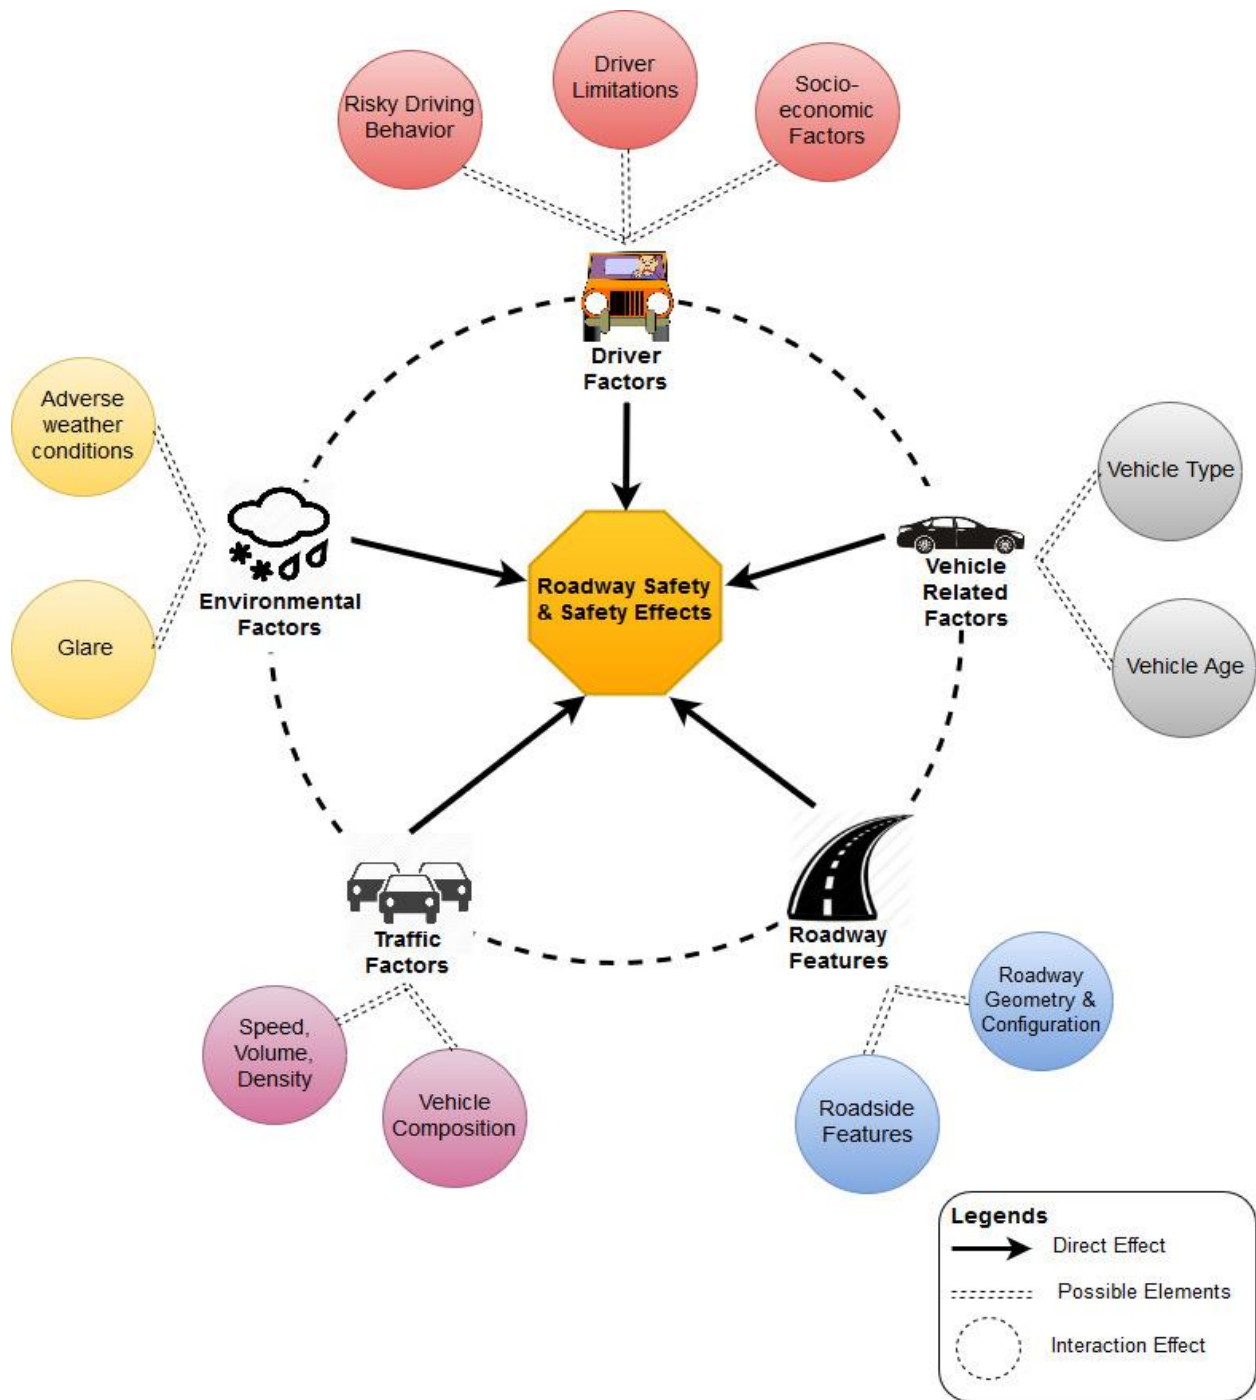 Risky Driving
Behavior
Driver
Limitations
Socio-
economic
Factors
Driver
Factors
Adverse
weather
conditions
Glare
Environmental
Factors
Roadway Safety
& Safety Effects
Vehicle
Related
Factors
Vehicle Type
Vehicle Age
Traffic
Factors
Speed,
Volume,
Density
Vehicle
Composition
Roadway
Features
Roadway
Geometry &
Configuration
Roadside
Features
Legends
Direct Effect
Possible Elements
Interaction Effect